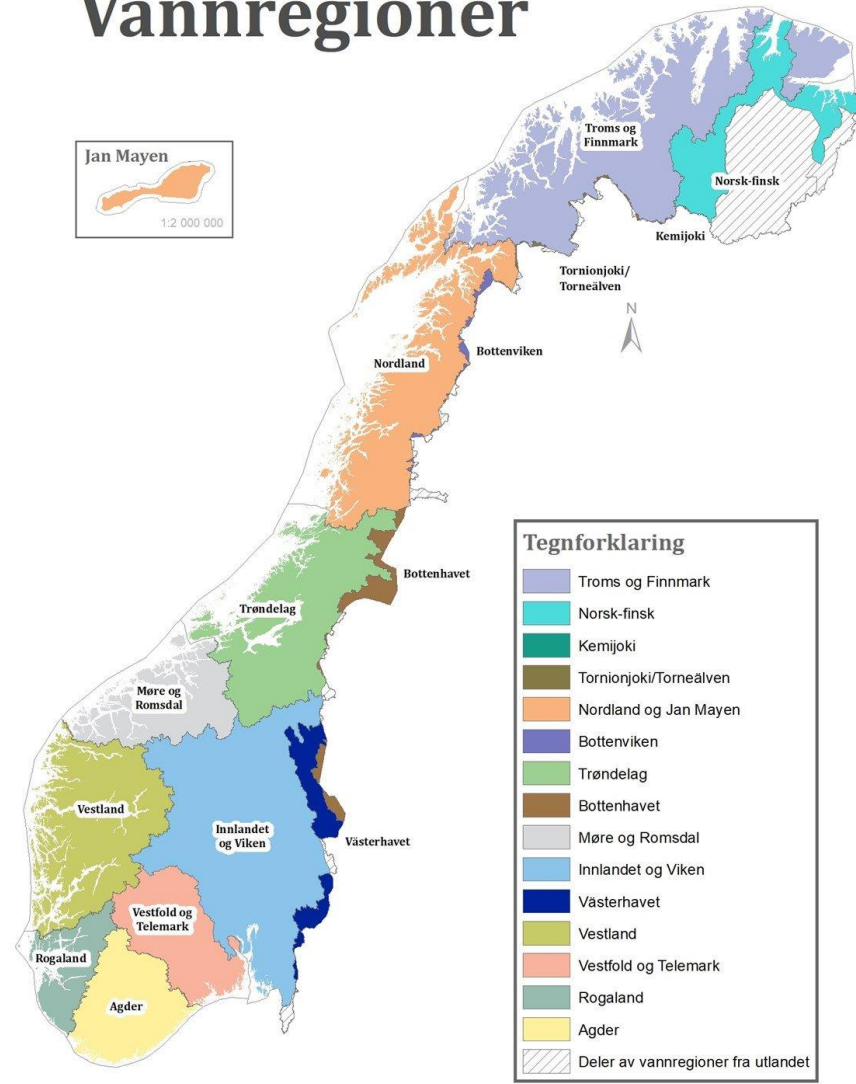 Vannregioner
Jan Mayen
1:2 000 000
Troms og
Finnmark
Norsk-finsk
Kemijoki
Tornionjoki/
Torneälven
N
Bottenviken
Nordland
Bottenhavet
Trøndelag
Møre og
Romsdal
Vestland
Innlandet
og Viken
Västerhavet
Vestfold og
Telemark
Rogaland
Agder
Tegnforklaring
Troms og Finnmark
Norsk-finsk
Kemijoki
Tornionjoki/Torneälven
Nordland og Jan Mayen
Bottenviken
Trøndelag
Bottenhavet
Møre og Romsdal
Innlandet og Viken
Västerhavet
Vestland
Vestfold og Telemark
Rogaland
Agder
Deler av vannregioner fra utlandet